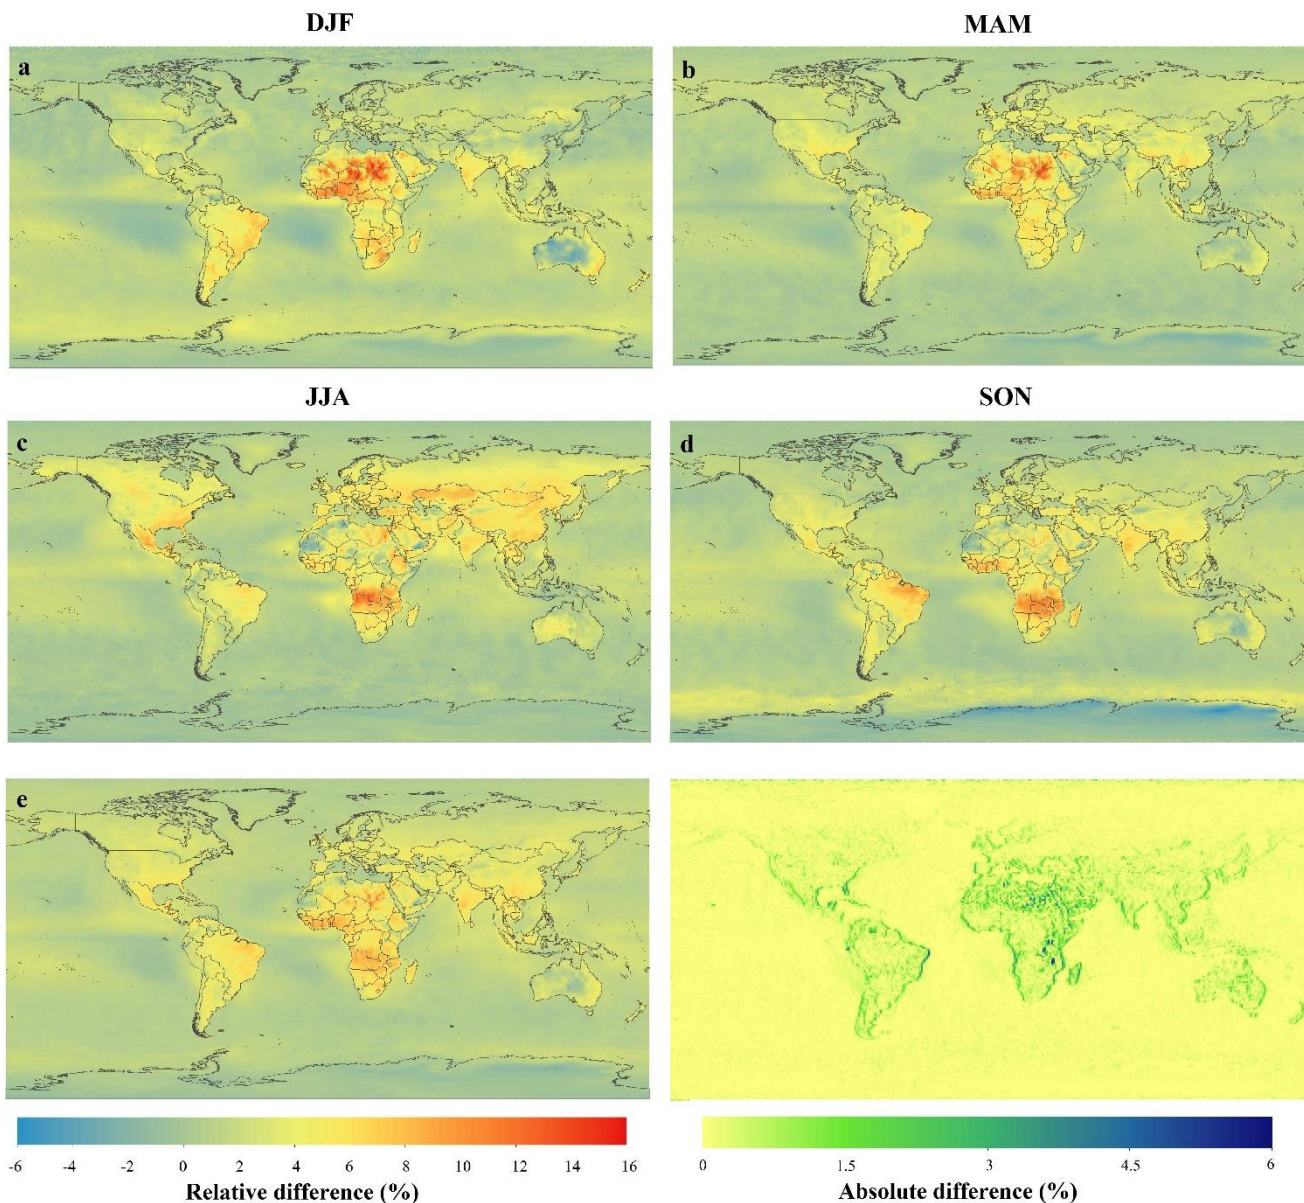 DJF MAM
a b
JJA SON
c d
e
-6 -4 -2 0 2 4 6 8 10 12 14 16
0 1.5 3 4.5 6
Relative difference (%) Absolute difference (%)